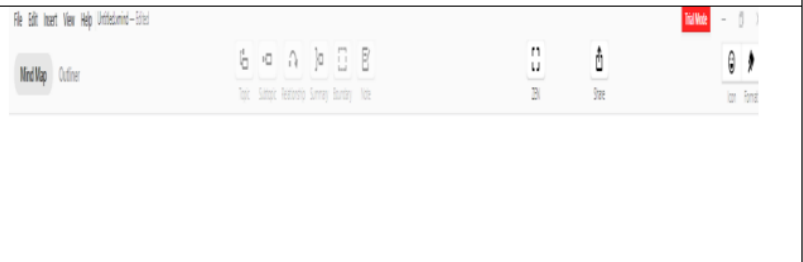 File Edit Insert View Help Untitled.xmind — Edited
Trial Mode
Mind Map Outliner
Topic Subtopic Relationship Summary Boundary Note
ZEN
Share
Icon Format